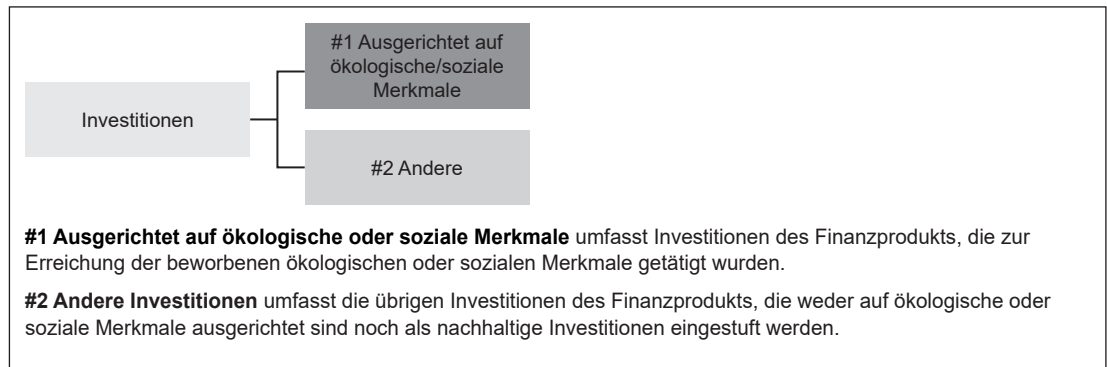 #1 Ausgerichtet auf
ökologische/soziale
Merkmale
Investitionen
#2 Andere
#1 Ausgerichtet auf ökologische oder soziale Merkmale umfasst Investitionen des Finanzprodukts, die zur
Erreichung der beworbenen ökologischen oder sozialen Merkmale getätigt wurden.
#2 Andere Investitionen umfasst die übrigen Investitionen des Finanzprodukts, die weder auf ökologische oder
soziale Merkmale ausgerichtet sind noch als nachhaltige Investitionen eingestuft werden.